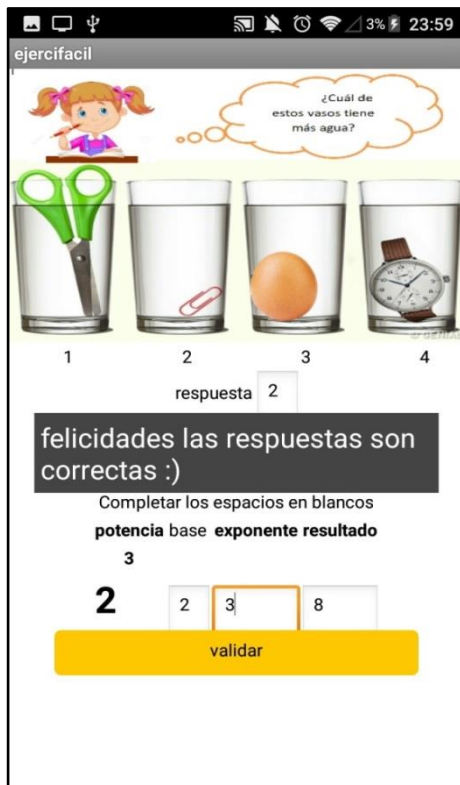 3% 23:59
ejercifacil
¿Cuál de
estos vasos tiene
más agua?
1 2 3 4
respuesta 2
felicidades las respuestas son
correctas :)
Completar los espacios en blancos
potencia base exponente resultado
3
2 2 3 8
validar